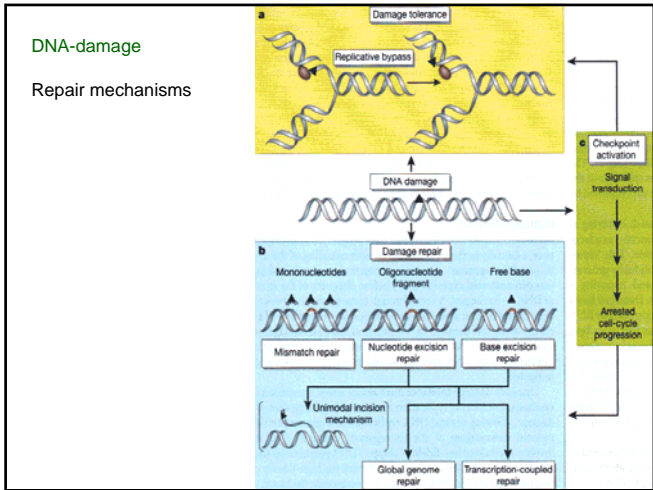 DNA-damage
Repair mechanisms
a
Damage tolerance
Replicative bypass
DNA damage
c
Checkpoint
activation
Signal
transduction
Arrested
cell-cycle
progression
b
Damage repair
Mononucleotides
Oligonucleotide
fragment
Free base
Mismatch repair
Nucleotide excision
repair
Base excision
repair
Unimodal incision
mechanism
Global genome
repair
Transcription-coupled
repair